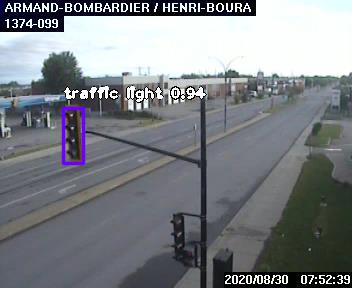 ARMAND-BOMBARDIER / HENRI-BOURA
1374-099
traffic light 0.94
2020/08/30 07:52:39